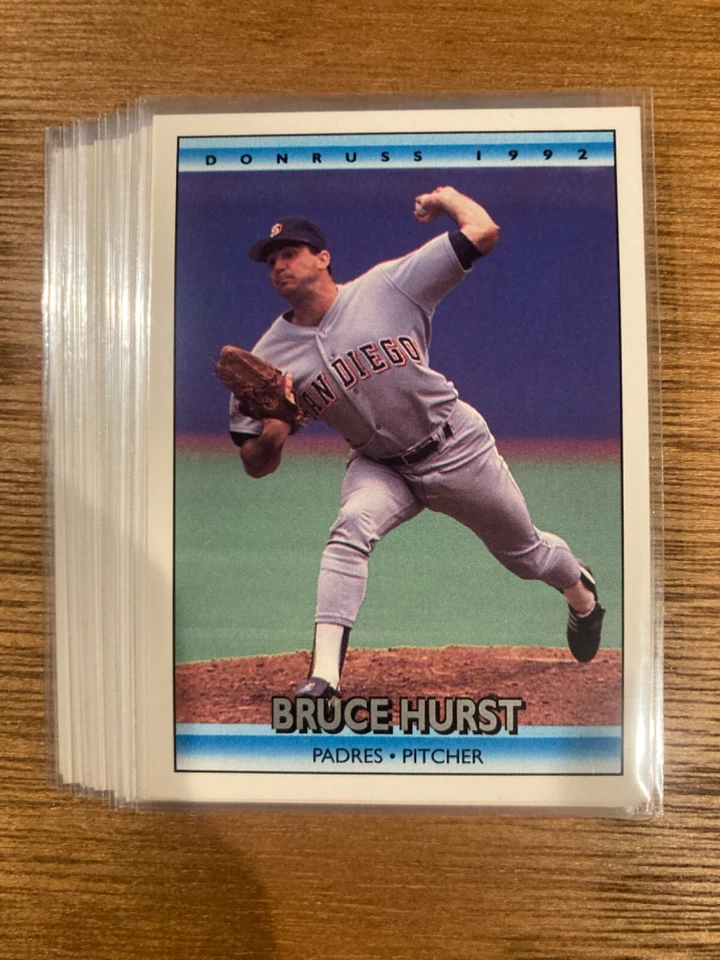 DONRUSS 1992
S
SAN DIEGO
BRUCE HURST
PADRES • PITCHER